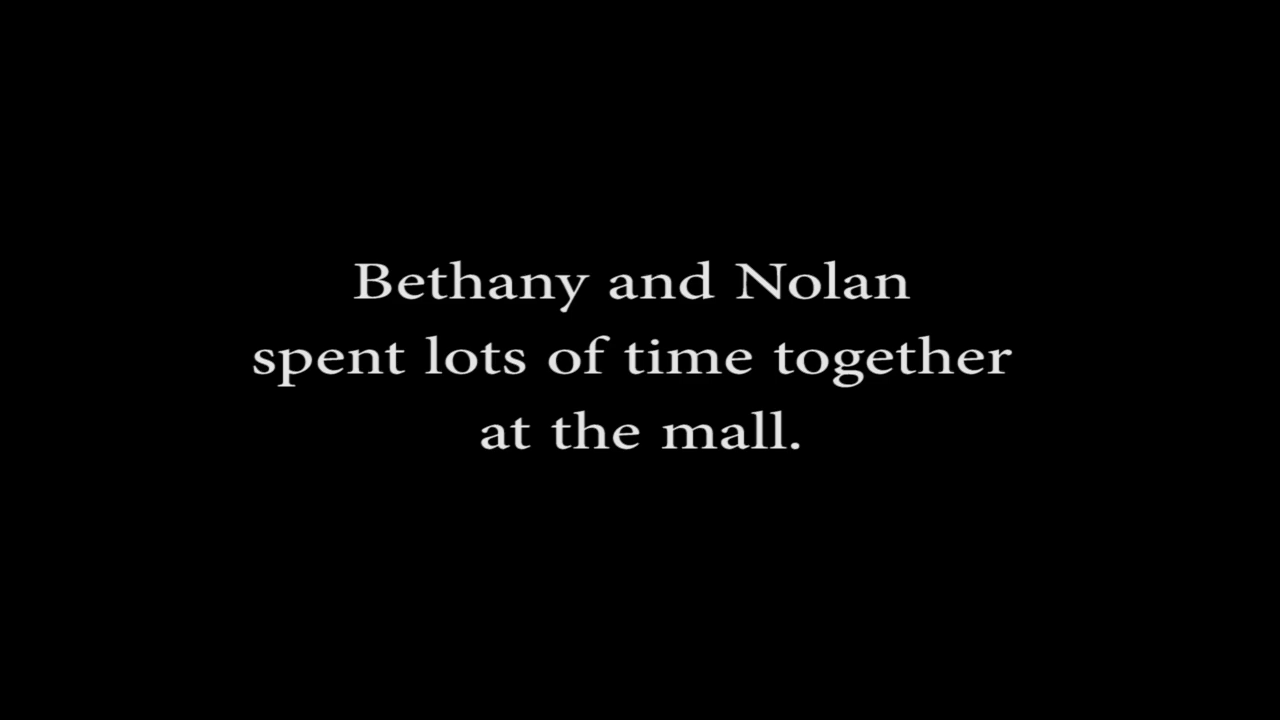 Bethany and Nolan
spent lots of time together
at the mall.